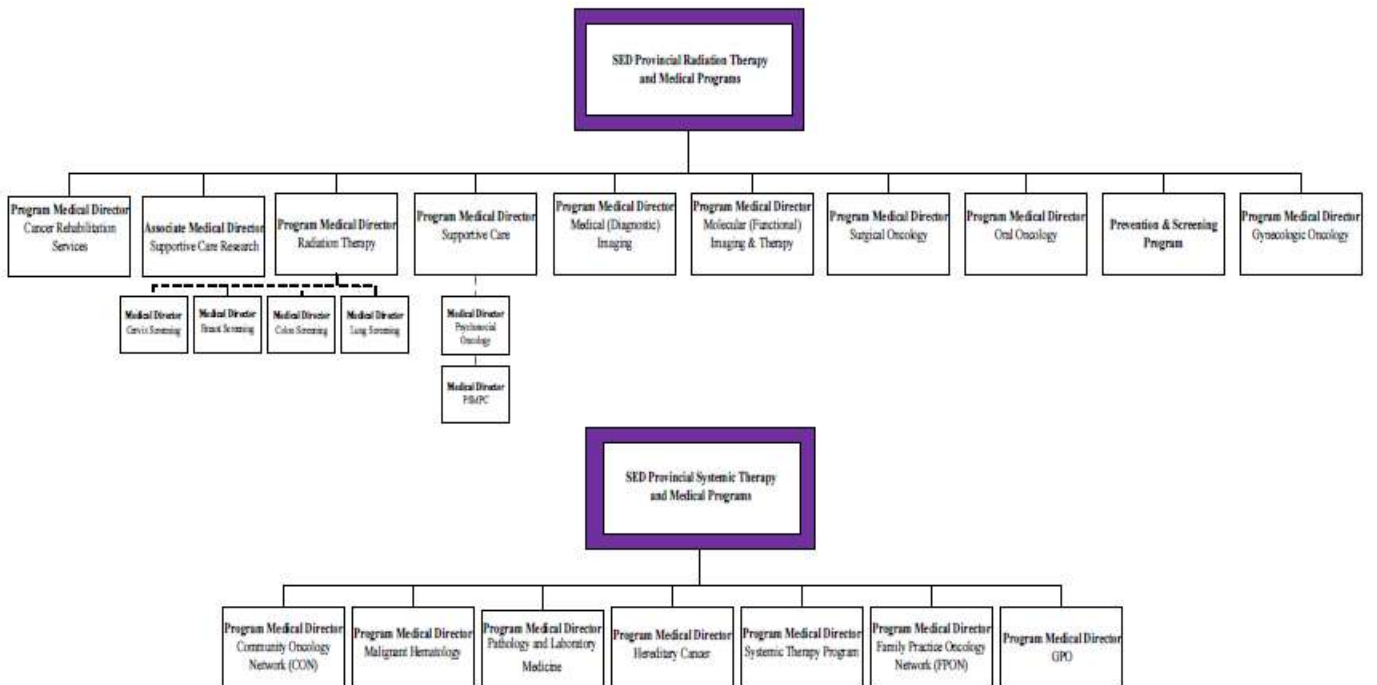 SED Provincial Radiation Therapy
and Medical Programs
Program Medical Director
Cancer Rehabilitation
Services
Associate Medical Director
Supportive Care Research
Program Medical Director
Radiation Therapy
Program Medical Director
Supportive Care
Program Medical Director
Medical (Diagnostic)
Imaging
Program Medical Director
Molecular (Functional)
Imaging & Therapy
Program Medical Director
Surgical Oncology
Program Medical Director
Oral Oncology
Prevention & Screening
Program
Program Medical Director
Gynecologic Oncology
Medical Director
Cervix Screening
Medical Director
Breast Screening
Medical Director
Colon Screening
Medical Director
Lung Screening
Medical Director
Psychosocial
Oncology
Medical Director
SED Provincial Systemic Therapy
and Medical Programs
Program Medical Director
Community Oncology
Network (CON)
Program Medical Director
Malignant Hematology
Program Medical Director
Pathology and Laboratory
Medicine
Program Medical Director
Hereditary Cancer
Program Medical Director
Systemic Therapy Program
Program Medical Director
Family Practice Oncology
Network (FPON)
Program Medical Director
GPO